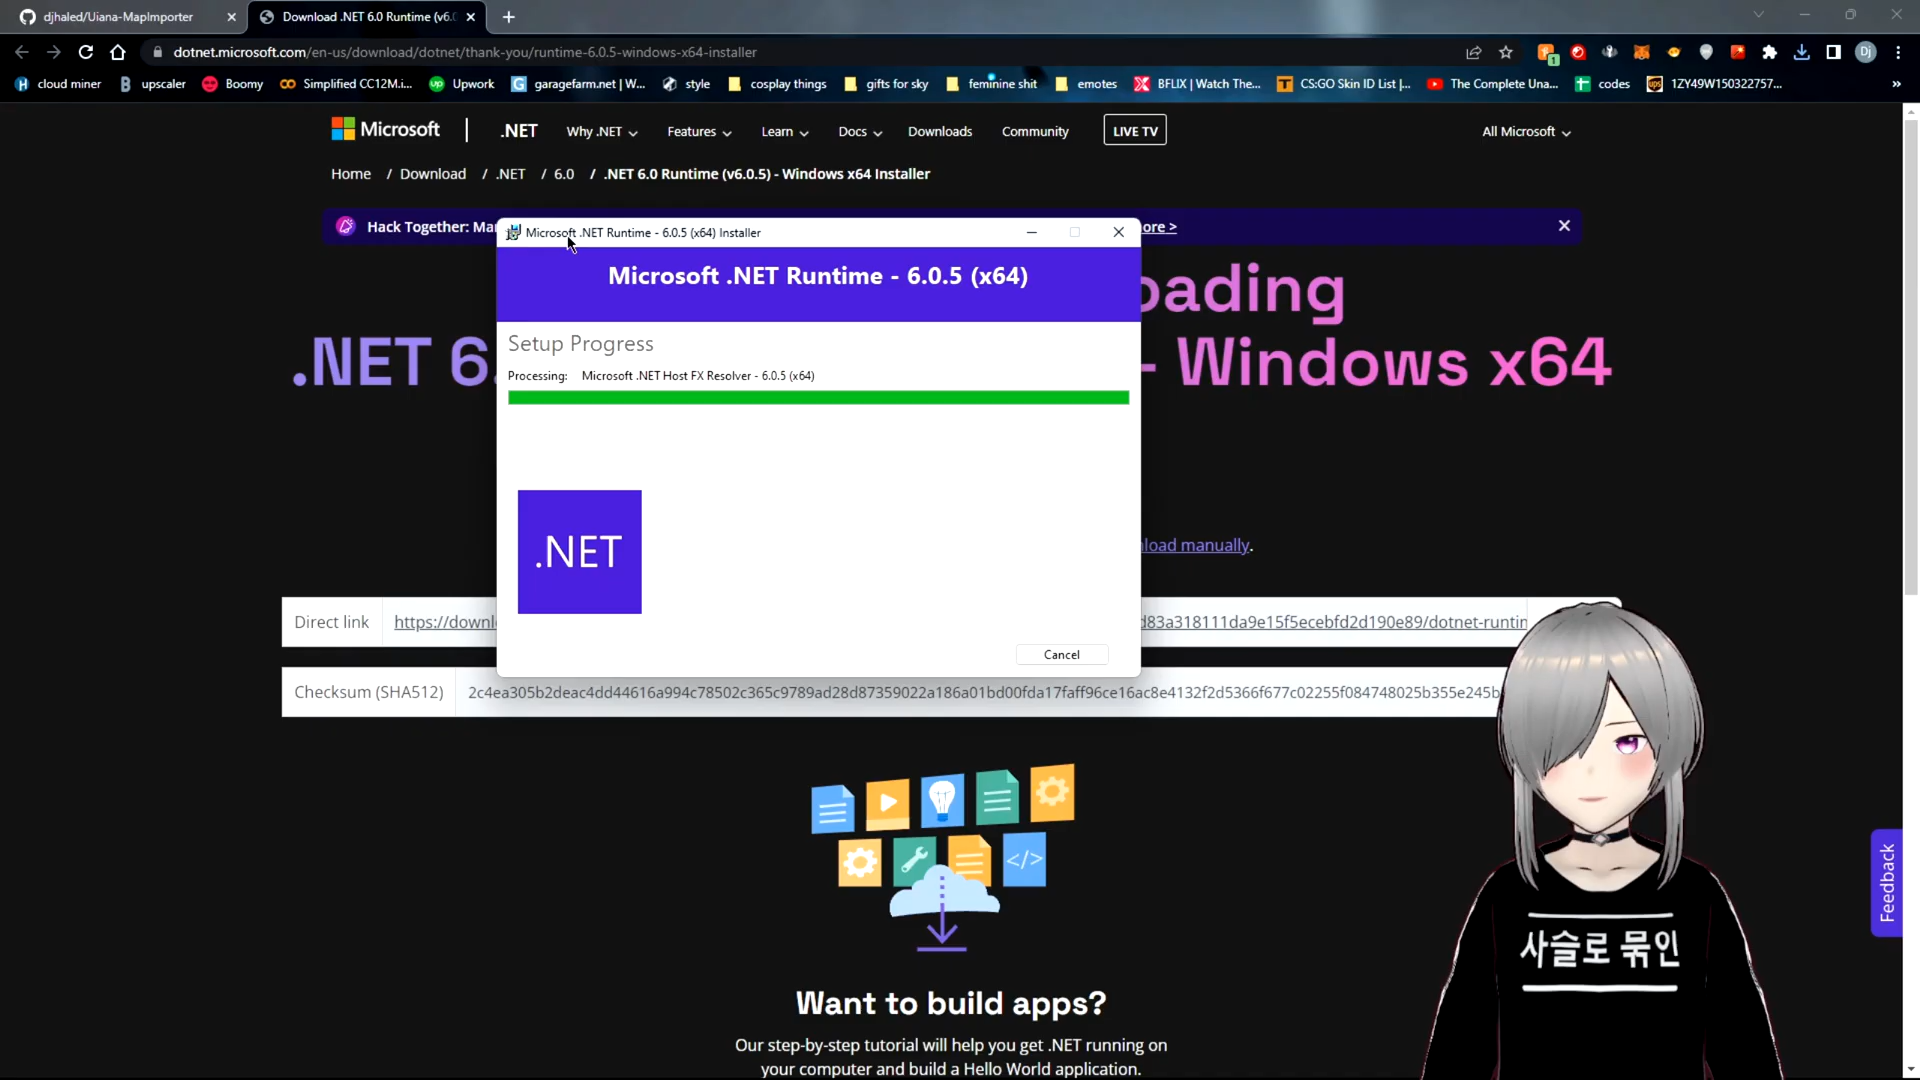 djhaled/Uiana-MapImporter
Download .NET 6.0 Runtime (v6.0
dotnet.microsoft.com/en-us/download/dotnet/thank-you/runtime-6.0.5-windows-x64-installer
1
Dj
cloud miner
upscaler
Boomy
Simplified CC12M.i...
Upwork
garagefarm.net | W...
style
cosplay things
gifts for sky
feminine shit
emotes
BFLIX | Watch The...
CS:GO Skin ID List |...
The Complete Una...
codes
1ZY49W150322757...
Microsoft
.NET
Why .NET
Features
Learn
Docs
Downloads
Community
LIVE TV
All Microsoft
Home / Download / .NET / 6.0 / .NET 6.0 Runtime (v6.0.5) - Windows x64 Installer
Hack Together: Ma
ore >
Microsoft .NET Runtime - 6.0.5 (x64) Installer
Microsoft .NET Runtime - 6.0.5 (x64)
oading
.NET 6.
- Windows x64
Setup Progress
Processing: Microsoft .NET Host FX Resolver - 6.0.5 (x64)
.NET
load manually.
Cancel
Direct link
https://downl
d83a318111da9e15f5ecebfd2d190e89/dotnet-runtin
Checksum (SHA512)
2c4ea305b2deac4dd44616a994c78502c365c9789ad28d87359022a186a01bd00fda17faff96ce16ac8e4132f2d5366f677c02255f084748025b355e245b
Feedback
사슬로 묶인
Want to build apps?
Our step-by-step tutorial will help you get .NET running on
your computer and build a Hello World application.